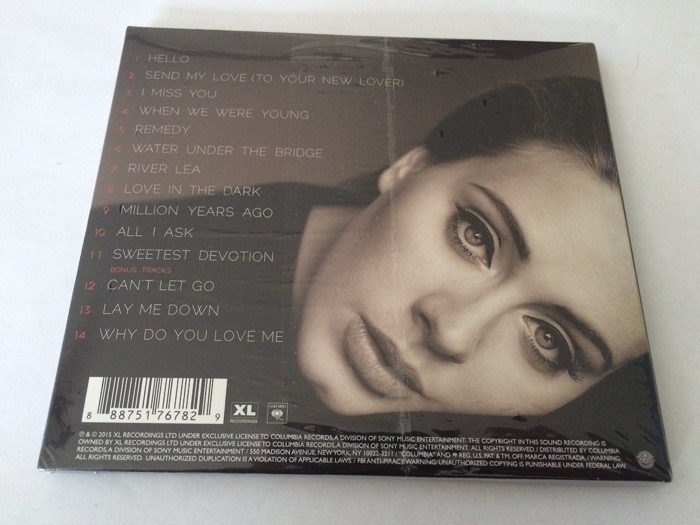 1 HELLO
2 SEND MY LOVE (TO YOUR NEW LOVER)
3 I MISS YOU
4 WHEN WE WERE YOUNG
5 REMEDY
6 WATER UNDER THE BRIDGE
7 RIVER LEA
8 LOVE IN THE DARK
9 MILLION YEARS AGO
10 ALL I ASK
11 SWEETEST DEVOTION
BONUS TRACKS
12 CAN'T LET GO
13 LAY ME DOWN
14 WHY DO YOU LOVE ME
8 88751 76782 9
XL
RECORDINGS
℗ & © 2015 XL RECORDINGS LTD UNDER EXCLUSIVE LICENSE TO COLUMBIA RECORDS, A DIVISION OF SONY MUSIC ENTERTAINMENT. THE COPYRIGHT IN THIS SOUND RECORDING IS
OWNED BY XL RECORDINGS LTD UNDER EXCLUSIVE LICENSE TO COLUMBIA RECORDS, A DIVISION OF SONY MUSIC ENTERTAINMENT. ALL RIGHTS RESERVED. / DISTRIBUTED BY COLUMBIA
RECORDS, A DIVISION OF SONY MUSIC ENTERTAINMENT / 550 MADISON AVENUE, NEW YORK, NY 10022-3211 / "COLUMBIA" AND REG. U.S. PAT. & TM. OFF. MARCA REGISTRADA. / WARNING:
ALL RIGHTS RESERVED. UNAUTHORIZED DUPLICATION IS A VIOLATION OF APPLICABLE LAWS. / FBI ANTI-PIRACY WARNING: UNAUTHORIZED COPYING IS PUNISHABLE UNDER FEDERAL LAW.